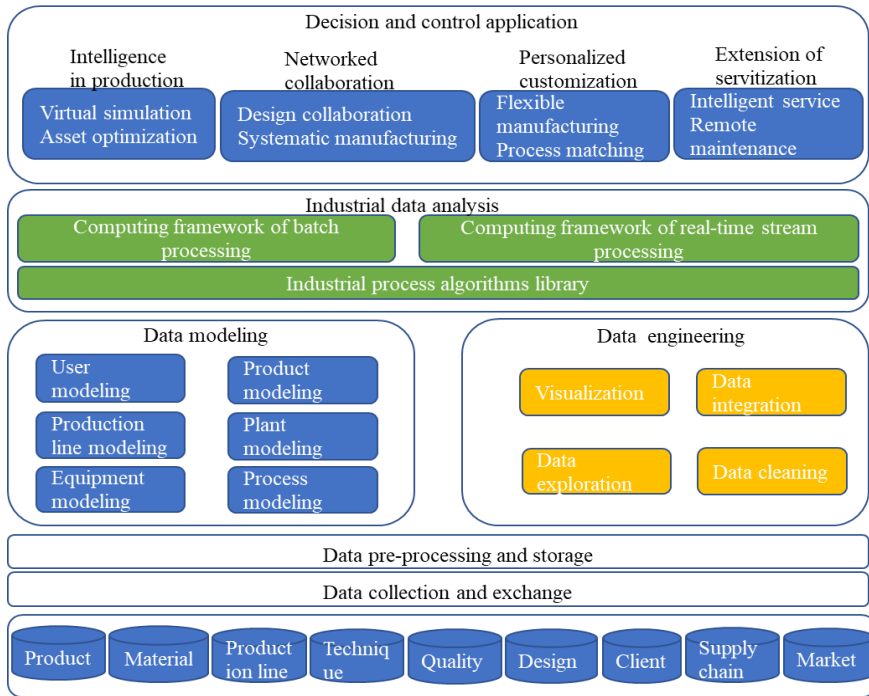 Decision and control application
Intelligence
in production
Networked
collaboration
Personalized
customization
Extension of
servitization
Virtual simulation
Asset optimization
Design collaboration
Systematic manufacturing
Flexible
manufacturing
Process matching
Intelligent service
Remote
maintenance
Industrial data analysis
Computing framework of batch
processing
Computing framework of real-time stream
processing
Industrial process algorithms library
Data modeling
User
modeling
Product
modeling
Production
line modeling
Plant
modeling
Equipment
modeling
Process
modeling
Data engineering
Visualization
Data
integration
Data
exploration
Data cleaning
Data pre-processing and storage
Data collection and exchange
Product
Material
Product
ion line
Techniq
ue
Quality
Design
Client
Supply
chain
Market